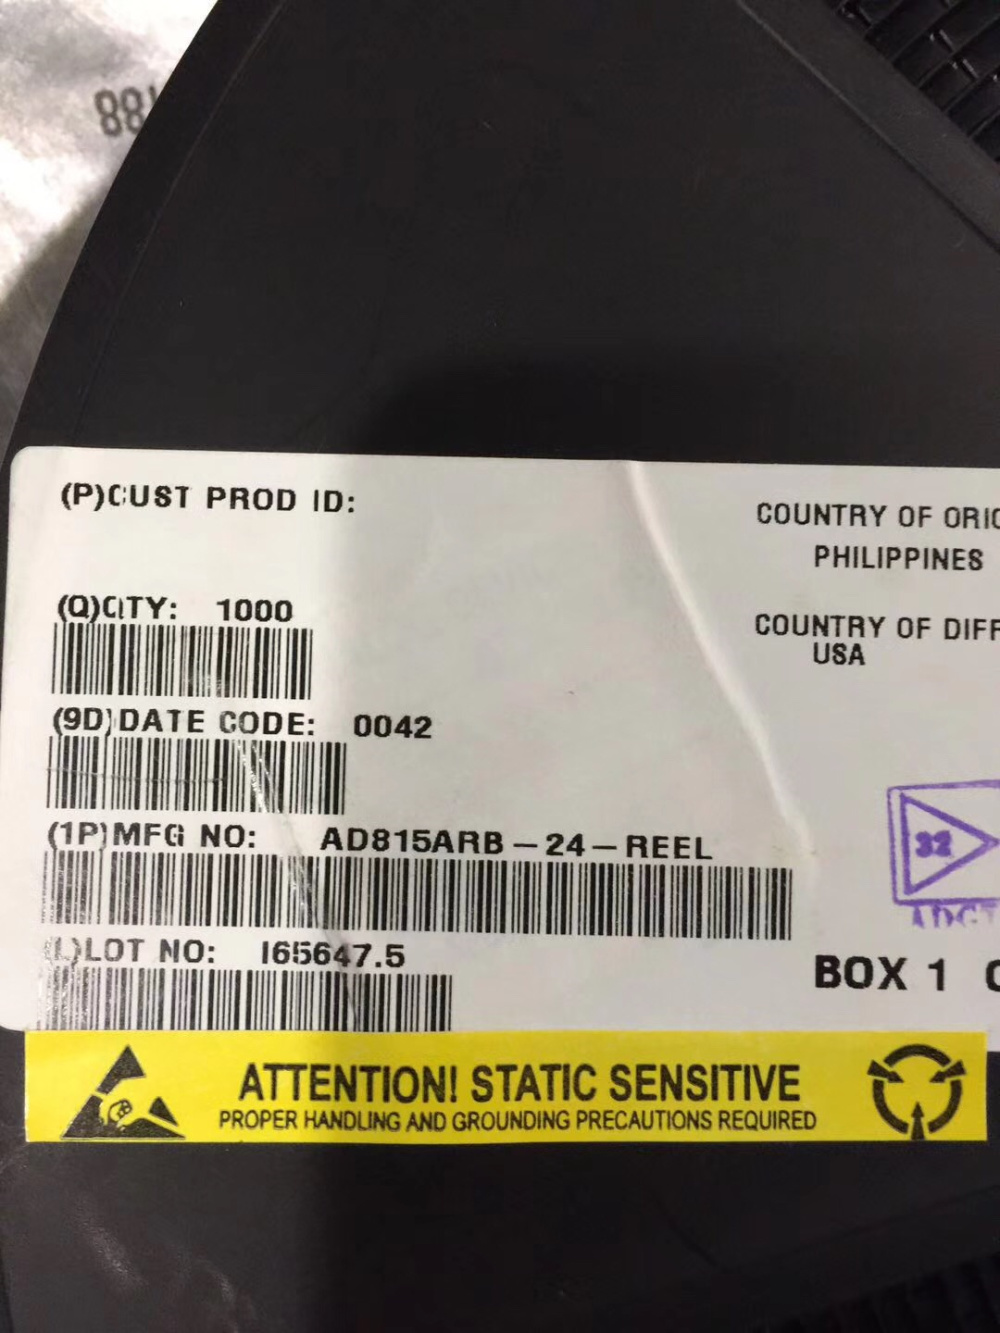 88
(P)CUST PROD ID:
COUNTRY OF ORIG
PHILIPPINES
(Q)QTY: 1000
COUNTRY OF DIFF
USA
(9D)DATE CODE: 0042
(1P)MFG NO: AD815ARB-24-REEL
32
(L)LOT NO: I65647.5
BOX 1
ATTENTION! STATIC SENSITIVE
PROPER HANDLING AND GROUNDING PRECAUTIONS REQUIRED